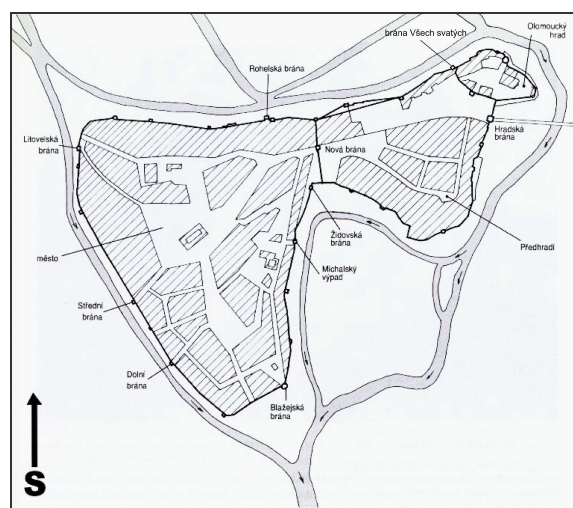 Olomoucký
hrad
brána Všech svatých
Rohelská brána
Hradská
brána
Litovelská
brána
Nová brána
Židovská
brána
Předhradí
město
Michalský
výpad
Střední
brána
Dolní
brána
Blažejská
brána
S